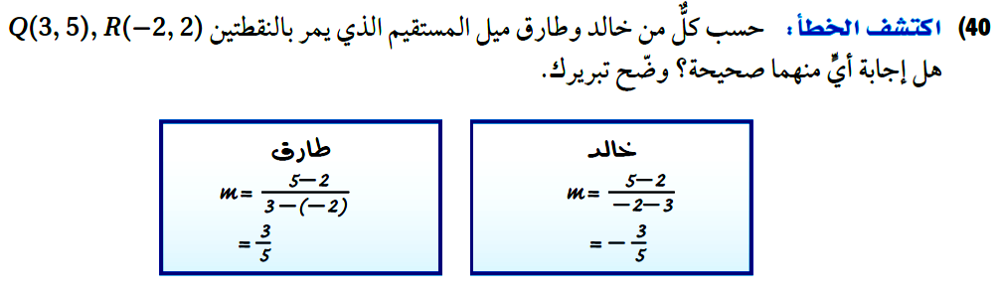 40) اكتشف الخطأ: حسب كلٌّ من خالد وطارق ميل المستقيم الذي يمر بالنقطتين Q(3, 5), R(−2, 2)
هل إجابة أيٍّ منهما صحيحة؟ وضّح تبريرك.
خالد
m = \frac{5-2}{-2-3}
= -\frac{3}{5}
طارق
m = \frac{5-2}{3-(-2)}
= \frac{3}{5}